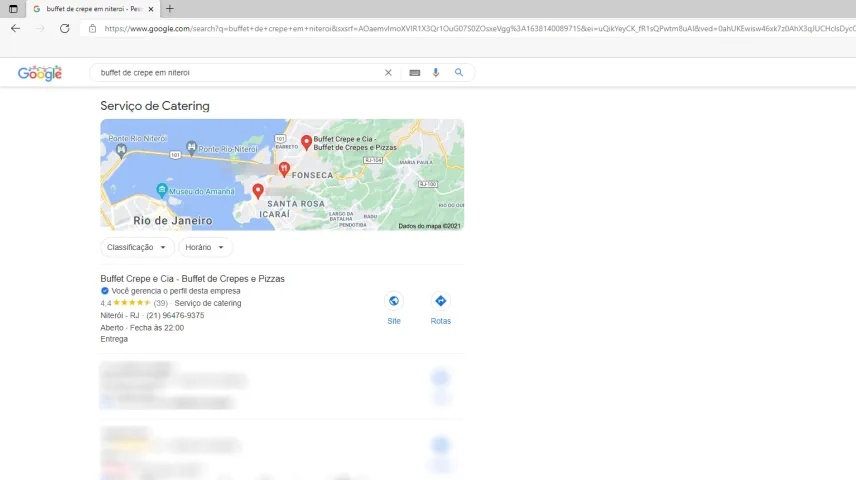 buffet de crepe em niteroi - Pes
https://www.google.com/search?q=buffet+de+crepe+em+niteroi&sxsrf=AOaemvImoXVIR1X3Qr1OuG07S0ZOsxeVgg%3A1638140089715&ei=uQikYeyCK_fR1sQPwtm8uAI&ved=0ahUKEwisw46xk7z0AhX3qJUCHcIsDycQ
Google
buffet de crepe em niteroi
Serviço de Catering
Ponte Rio Niterói
Ponte Rio-Niterói
101
101
BARRETO
Buffet Crepe e Cia -
Buffet de Crepes e Pizzas
RJ-104
MARIA PAULA
FONSECA
RJ-100
Museu do Amanhã
SANTA ROSA
RIO DO OUR
Rio de Janeiro
ICARAÍ
LARGO DA
BATALHA
BADU
PENDOTIBA
Dados do mapa ©2021
Classificação
Horário
Buffet Crepe e Cia - Buffet de Crepes e Pizzas
Você gerencia o perfil desta empresa
4,4 (39) · Serviço de catering
Niterói - RJ · (21) 96476-9375
Aberto · Fecha às 22:00
Entrega
Site
Rotas